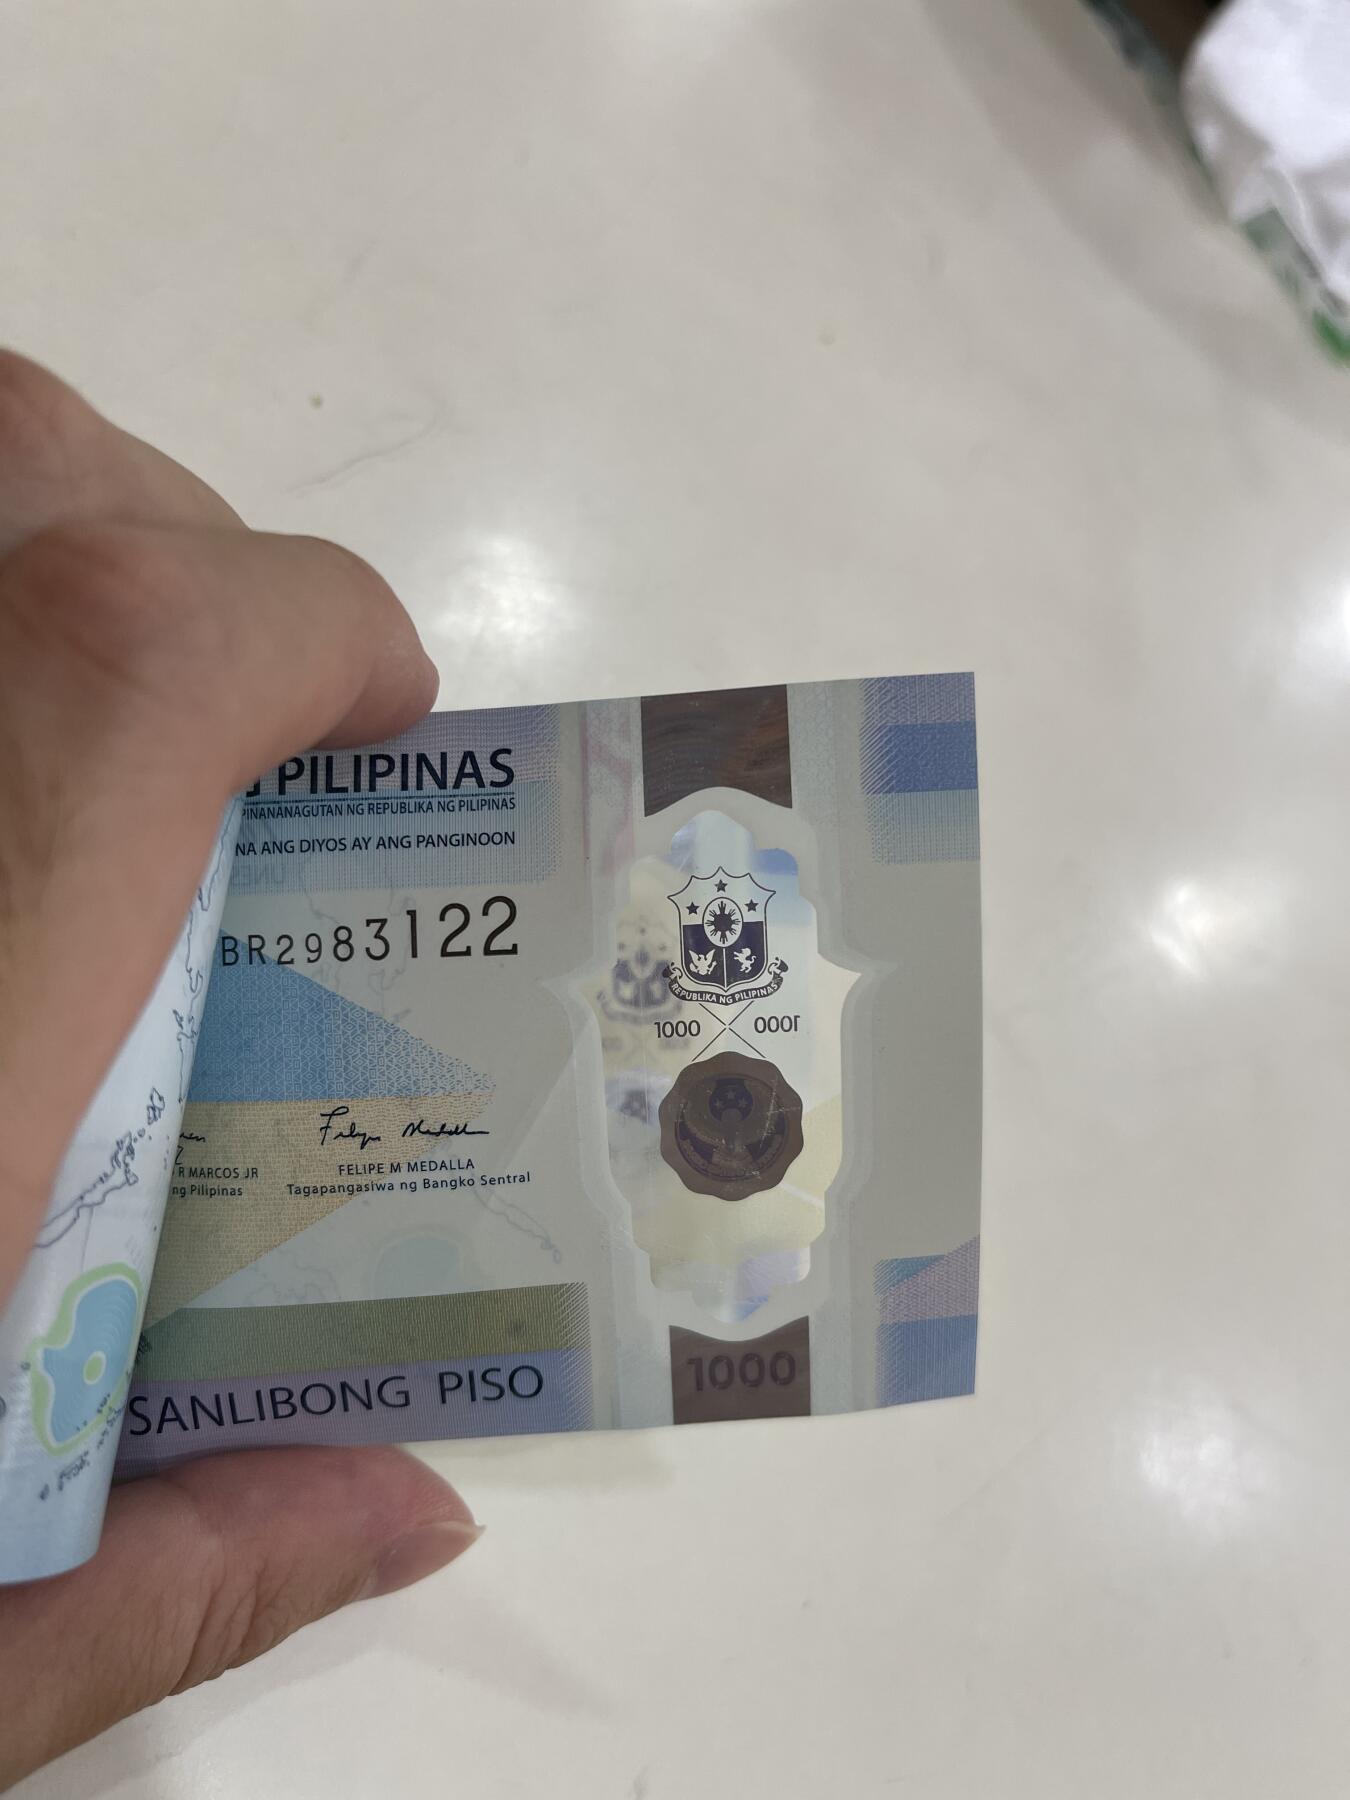 PILIPINAS
PINANANAGUTAN NG REPUBLIKA NG PILIPINAS
NA ANG DIYOS AY ANG PANGINOON
BR2983122
REPUBLIKA NG PILIPINAS
1000 1000
R MARCOS JR
ng Pilipinas
FELIPE M MEDALLA
Tagapangasiwa ng Bangko Sentral
SANLIBONG PISO
1000